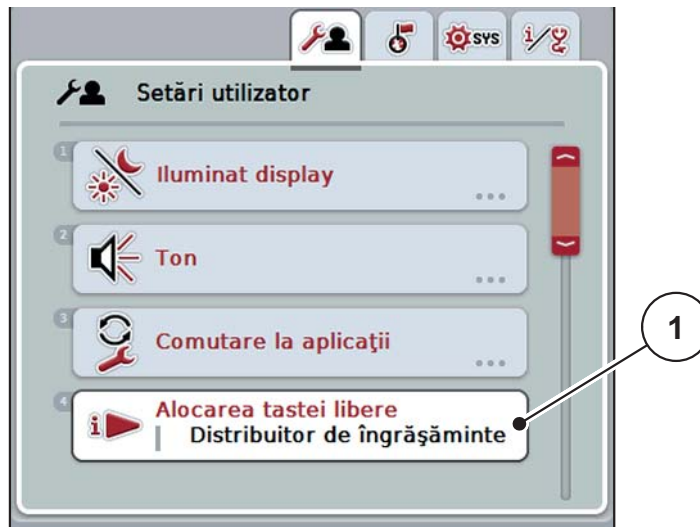 SYS i/
Setări utilizator
1
Iluminat display
...
2
Ton
...
3
Comutare la aplicaţii
...
4
i
Alocarea tastei libere
Distribuitor de îngrăşăminte
1